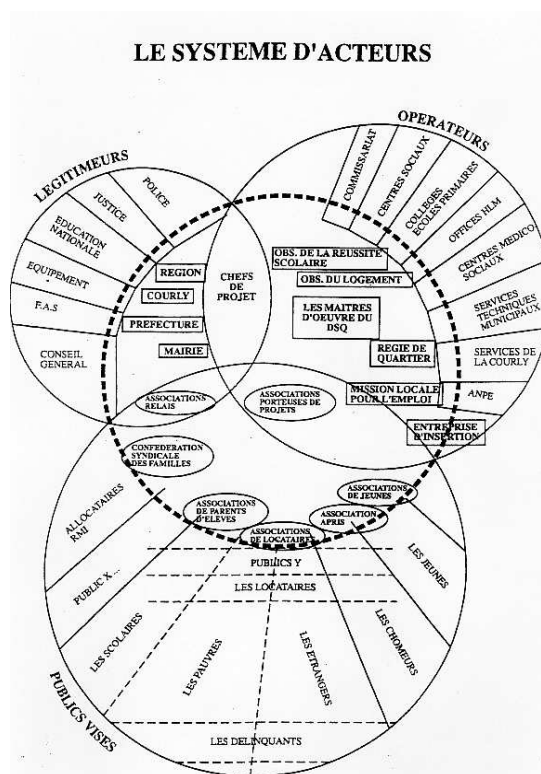 LE SYSTEME D'ACTEURS
LEGITIMEURS
POLICE
JUSTICE
EDUCATION
NATIONALE
EQUIPEMENT
F.A.S
CONSEIL
GENERAL
REGION
COURLY
PREFECTURE
MAIRIE
CHEFS
DE
PROJET
OPERATEURS
COMMISSARIAT
CENTRES SOCIAUX
COLLEGES
ECOLES PRIMAIRES
OFFICES HLM
CENTRES MEDICO
SOCIAUX
SERVICES
TECHNIQUES
MUNICIPAUX
SERVICES DE
LA COURLY
ANPE
OBS. DE LA REUSSITE
SCOLAIRE
OBS. DU LOGEMENT
LES MAITRES
D'OEUVRE DU
DSQ
REGIE DE
QUARTIER
MISSION LOCALE
POUR L'EMPLOI
ENTREPRISE
D'INSERTION
ASSOCIATIONS
RELAIS
ASSOCIATIONS
PORTEUSES DE
PROJETS
CONFEDERATION
SYNDICALE
DES FAMILLES
ASSOCIATIONS
DE PARENTS
D'ELEVES
ASSOCIATIONS
DE LOCATAIRES
ASSOCIATION
APRIS
ASSOCIATIONS
DE JEUNES
ALLOCATAIRES
RMI
PUBLIC X ...
PUBLICS Y
LES LOCATAIRES
LES SCOLAIRES
LES PAUVRES
LES ETRANGERS
LES CHOMEURS
LES JEUNES
LES DELINQUANTS
PUBLICS VISES